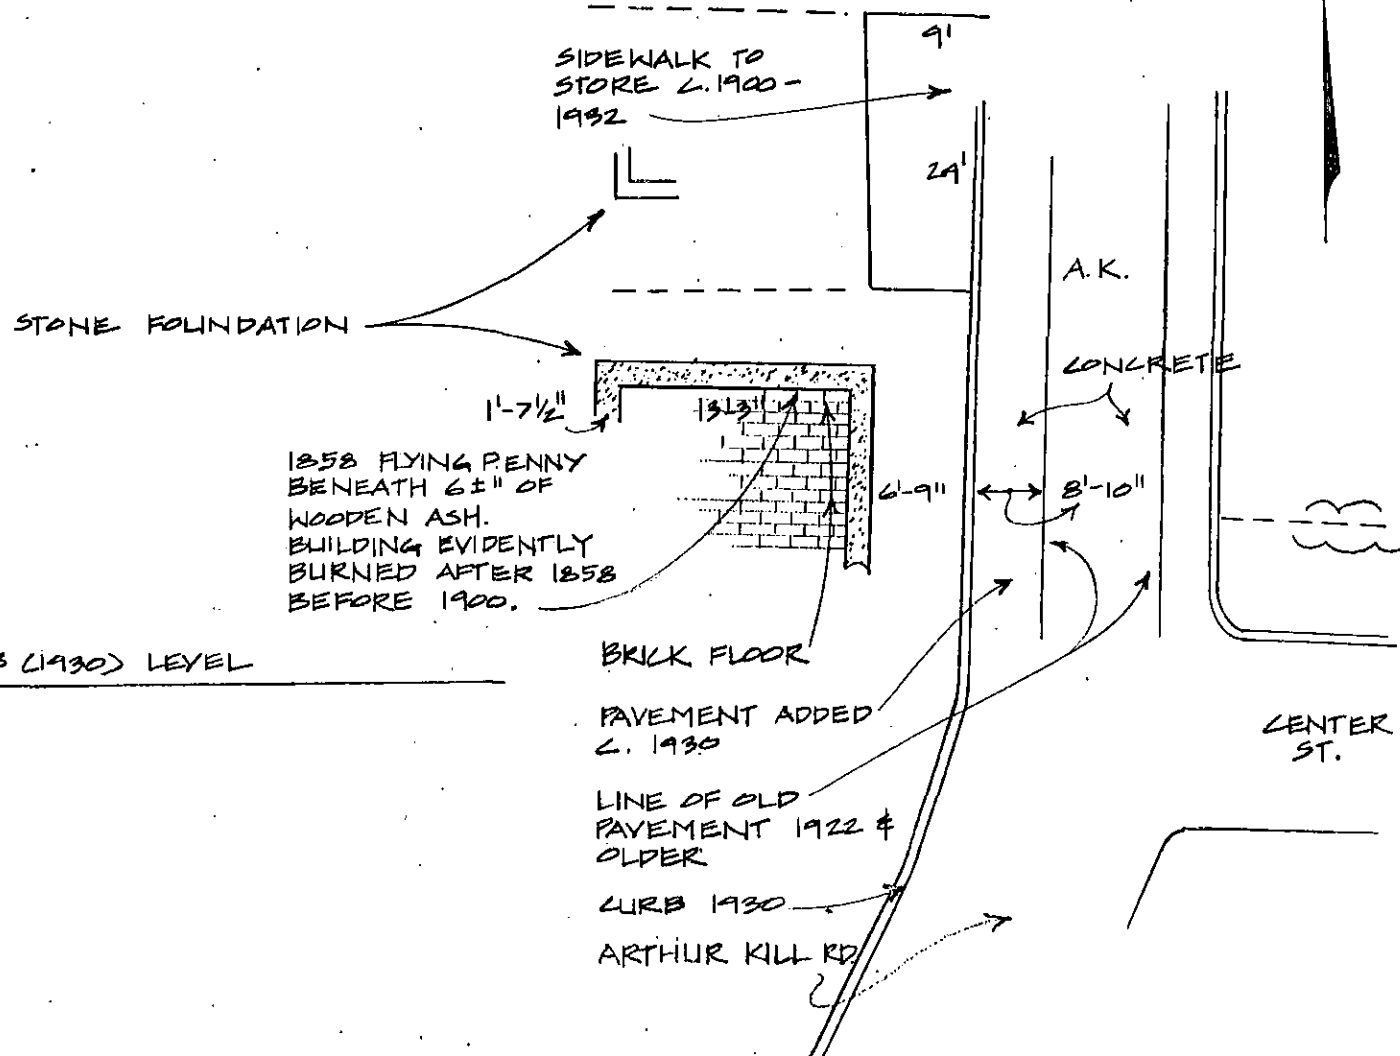 9'
SIDEWALK TO
STORE C.1900-
1932
24'
A.K.
STONE FOUNDATION
CONCRETE
1'-7½"
13'-3"
1858 FLYING PENNY
BENEATH 6±" OF
WOODEN ASH.
BUILDING EVIDENTLY
BURNED AFTER 1858
BEFORE 1900.
6'-9"
8'-10"
BRICK FLOOR
(1930) LEVEL
PAVEMENT ADDED
C. 1930
CENTER
ST.
LINE OF OLD
PAVEMENT 1922 &
OLDER
CURB 1930
ARTHUR KILL RD.